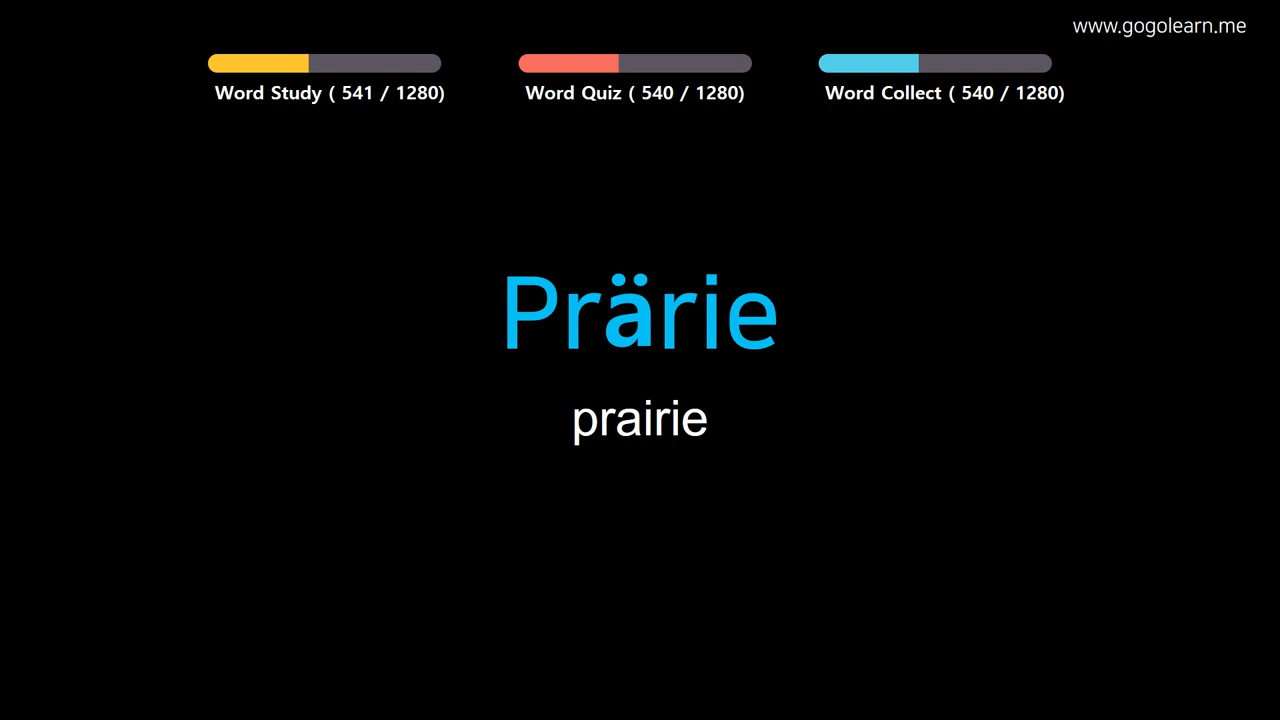 www.gogolearn.me
Word Study ( 541 / 1280)
Word Quiz ( 540 / 1280)
Word Collect ( 540 / 1280)
Prärie
prairie